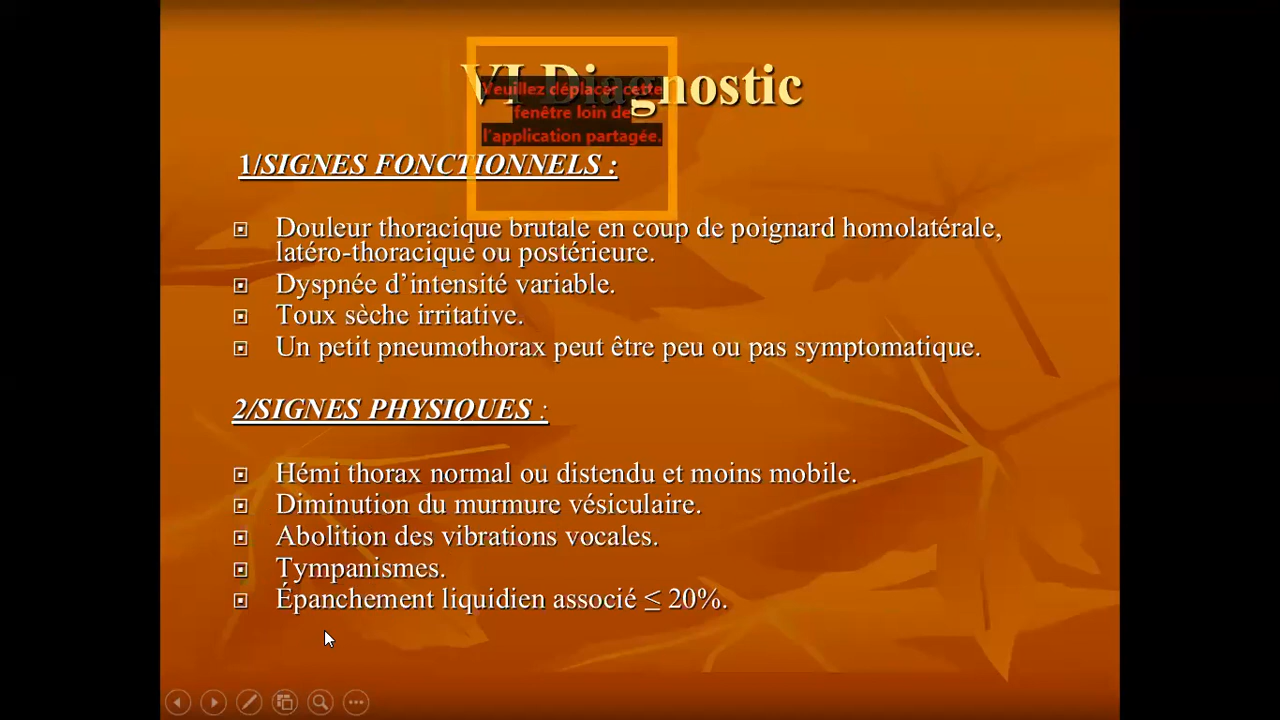 VI Diagnostic
Veuillez déplacer cette
fenêtre loin de
l'application partagée.
1/SIGNES FONCTIONNELS :
Douleur thoracique brutale en coup de poignard homolatérale,
latéro-thoracique ou postérieure.
Dyspnée d’intensité variable.
Toux sèche irritative.
Un petit pneumothorax peut être peu ou pas symptomatique.
2/SIGNES PHYSIQUES :
Hémi thorax normal ou distendu et moins mobile.
Diminution du murmure vésiculaire.
Abolition des vibrations vocales.
Tympanismes.
Épanchement liquidien associé ≤ 20%.